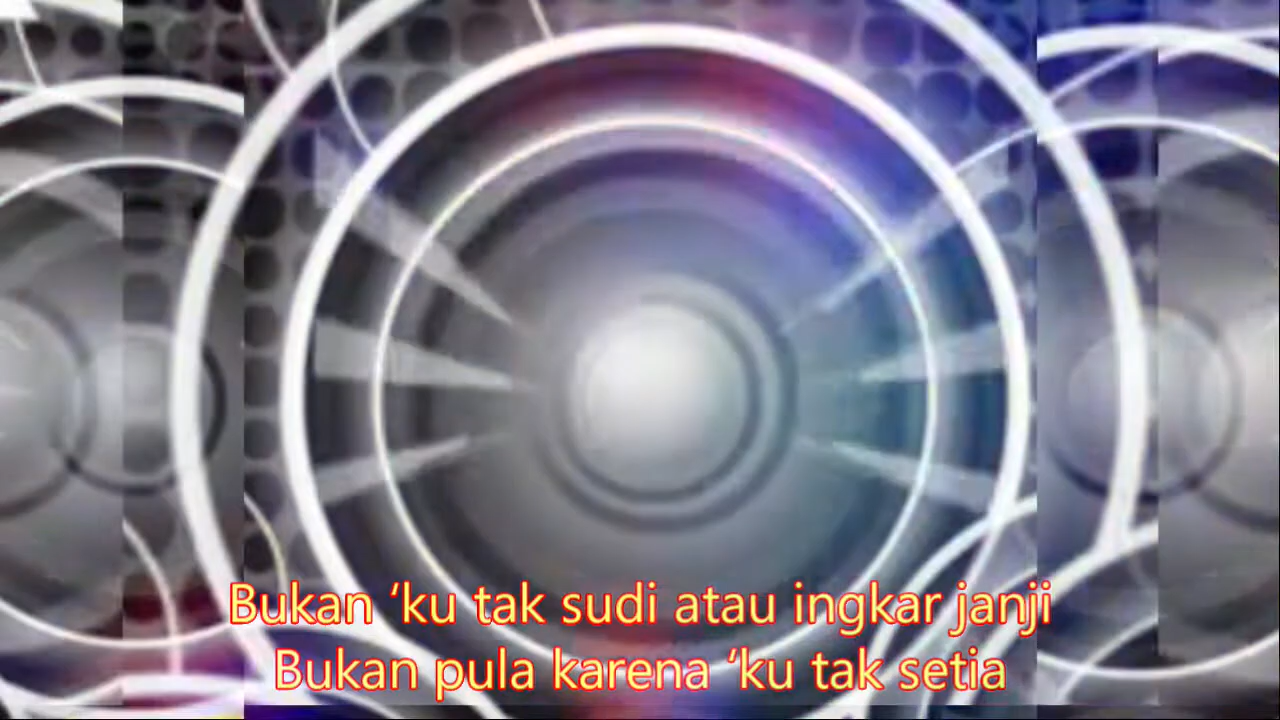 Bukan ‘ku tak sudi atau ingkar janji
Bukan pula karena ‘ku tak setia